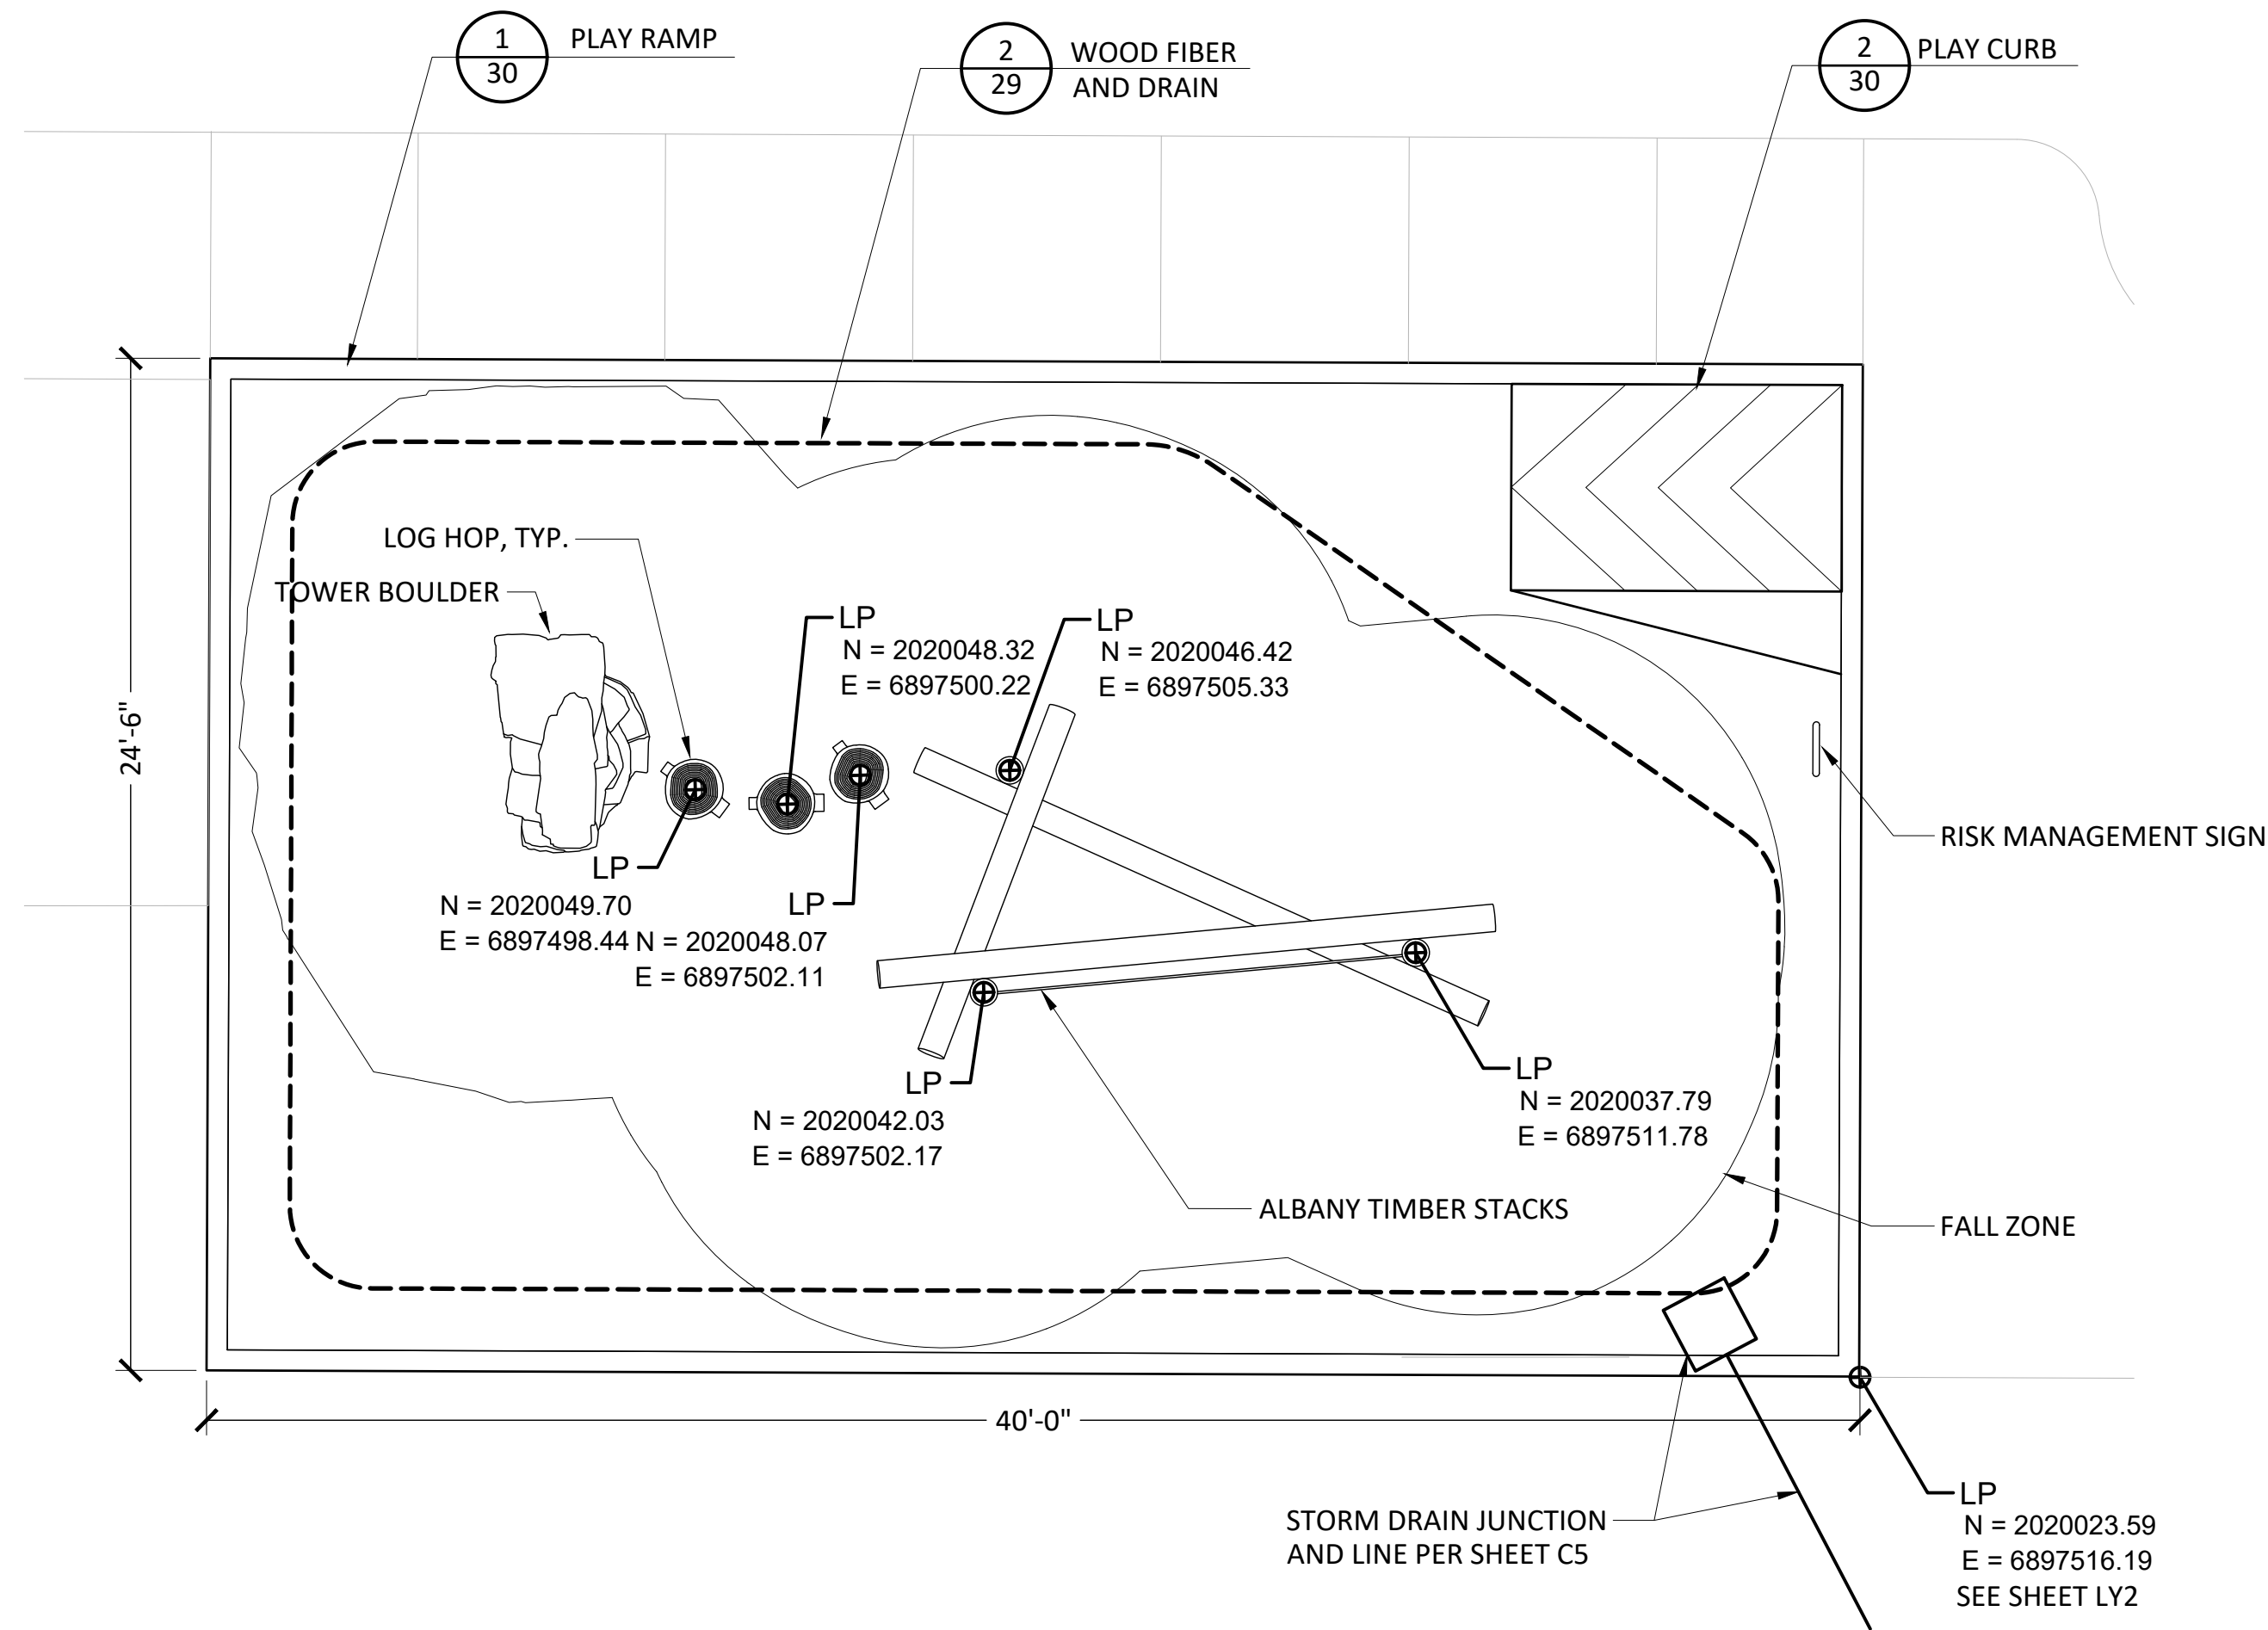 1
30
PLAY RAMP
2
29
WOOD FIBER
AND DRAIN
2
30
PLAY CURB
LOG HOP, TYP.
TOWER BOULDER
LP
N = 2020048.32
E = 6897500.22
LP
N = 2020046.42
E = 6897505.33
24'-6"
RISK MANAGEMENT SIGN
LP
N = 2020049.70
E = 6897498.44
LP
N = 2020048.07
E = 6897502.11
LP
N = 2020042.03
E = 6897502.17
LP
N = 2020037.79
E = 6897511.78
ALBANY TIMBER STACKS
FALL ZONE
40'-0"
STORM DRAIN JUNCTION
AND LINE PER SHEET C5
LP
N = 2020023.59
E = 6897516.19
SEE SHEET LY2